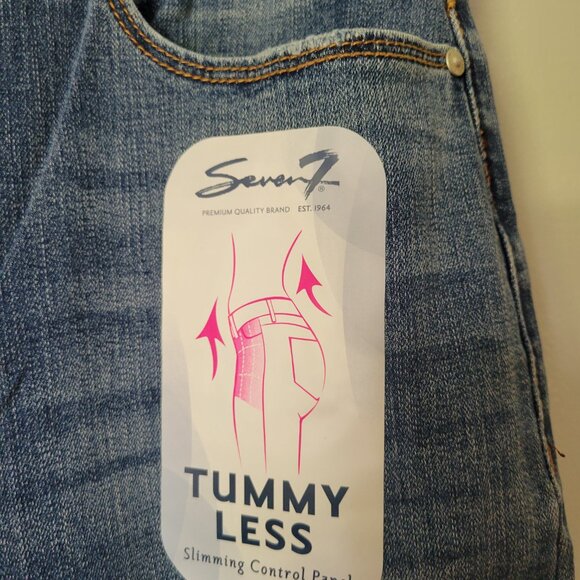 Seven7®
PREMIUM QUALITY BRAND EST. 1964
TUMMY
LESS
Slimming Control Panel